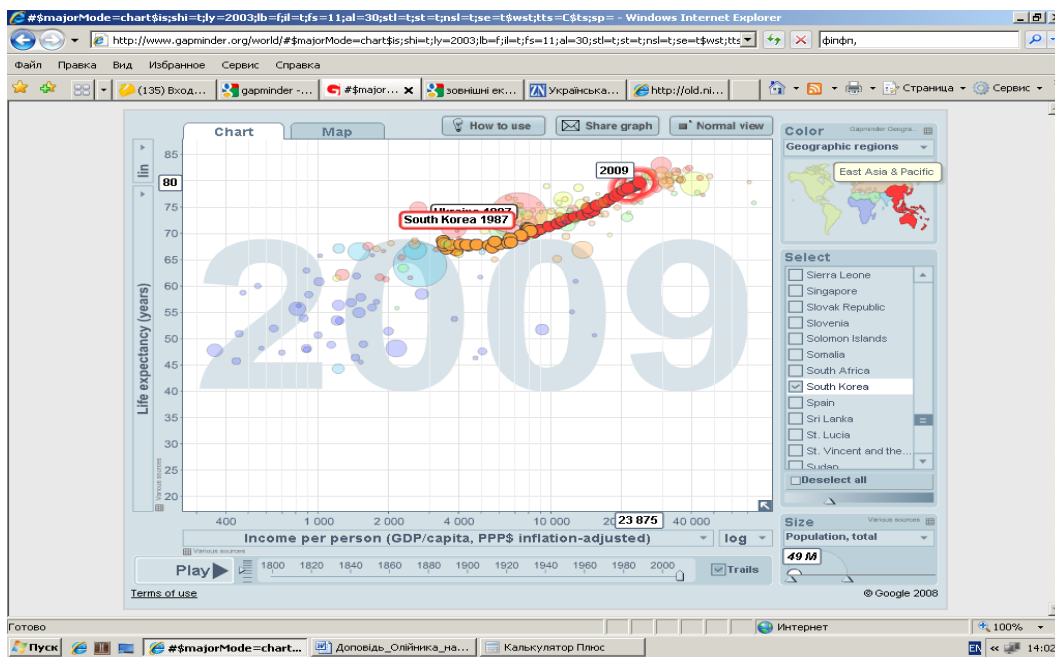 #$majorMode=chart$is;shi=t;ly=2003;lb=f;il=t;fs=11;al=30;stl=t;st=t;nsl=t;se=t$wst;tts=C$ts;sp= - Windows Internet Explorer
http://www.gapminder.org/world/#$majorMode=chart$is;shi=t;ly=2003;lb=f;il=t;fs=11;al=30;stl=t;st=t;nsl=t;se=t$wst;tts
фінфп,
Файл Правка Вид Избранное Сервис Справка
(135) Вход...
gapminder -...
#$major...
зовнішні ек...
Українська...
http://old.ni...
Страница
Сервис
Chart
Map
How to use
Share graph
Normal view
Color
Geographic regions
East Asia & Pacific
lin
Life expectancy (years)
Various sources
85
80
75
70
65
60
55
50
45
40
35
30
25
20
2009
2009
Ukraine 1987
South Korea 1987
400 1 000 2 000 4 000 10 000 20 23 875 40 000
Income per person (GDP/capita, PPP$ inflation-adjusted)
log
Various sources
Select
Sierra Leone
Singapore
Slovak Republic
Slovenia
Solomon Islands
Somalia
South Africa
South Korea
Spain
Sri Lanka
St. Lucia
St. Vincent and the...
Sudan
Deselect all
Size
Various sources
Population, total
49 M
Play
1800 1820 1840 1860 1880 1900 1920 1940 1960 1980 2000
Trails
Terms of use
© Google 2008
Готово
Интернет
100%
Пуск
#$majorMode=chart...
Доповідь_Олійника_на...
Калькулятор Плюс
EN
14:02